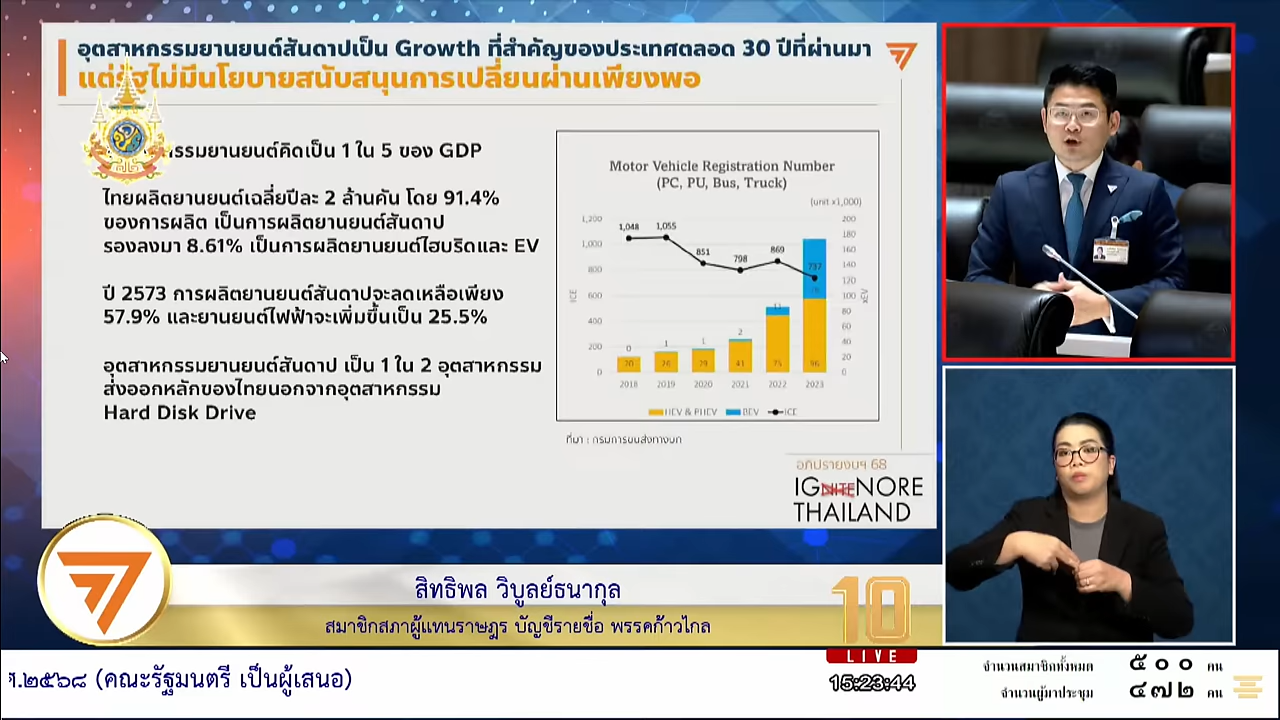 อุตสาหกรรมยานยนต์สันดาปเป็น Growth ที่สำคัญของประเทศตลอด 30 ปีที่ผ่านมา
แต่รัฐไม่มีนโยบายสนับสนุนการเปลี่ยนผ่านเพียงพอ
รรมยานยนต์คิดเป็น 1 ใน 5 ของ GDP
ไทยผลิตยานยนต์เฉลี่ยปีละ 2 ล้านคัน โดย 91.4%
ของการผลิต เป็นการผลิตยานยนต์สันดาป
รองลงมา 8.61% เป็นการผลิตยานยนต์ไฮบริดและ EV
ปี 2573 การผลิตยานยนต์สันดาปจะลดเหลือเพียง
57.9% และยานยนต์ไฟฟ้าจะเพิ่มขึ้นเป็น 25.5%
อุตสาหกรรมยานยนต์สันดาป เป็น 1 ใน 2 อุตสาหกรรม
ส่งออกหลักของไทยนอกจากอุตสาหกรรม
Hard Disk Drive
Motor Vehicle Registration Number
(PC, PU, Bus, Truck)
(unit x1,000)
1,200 200
180
1,000 160
140
800 120
600 100
80
400 60
40
200 20
0 0
ICE
xEV
1,048 1,055 851 798 869 737
0 1 1 2 13
20 26 29 41 75 96
2018 2019 2020 2021 2022 2023
HEV & PHEV BEV ICE
ที่มา : กรมการขนส่งทางบก
อภิปรายงบฯ 68
IGNITENORE
THAILAND
สิทธิพล วิบูลย์ธนากุล
สมาชิกสภาผู้แทนราษฎร บัญชีรายชื่อ พรรคก้าวไกล
10
LIVE
15:23:44
ศ.๒๕๖๘ (คณะรัฐมนตรี เป็นผู้เสนอ)
จำนวนสมาชิกทั้งหมด ๕๐๐ คน
จำนวนผู้มาประชุม ๔๗๒ คน